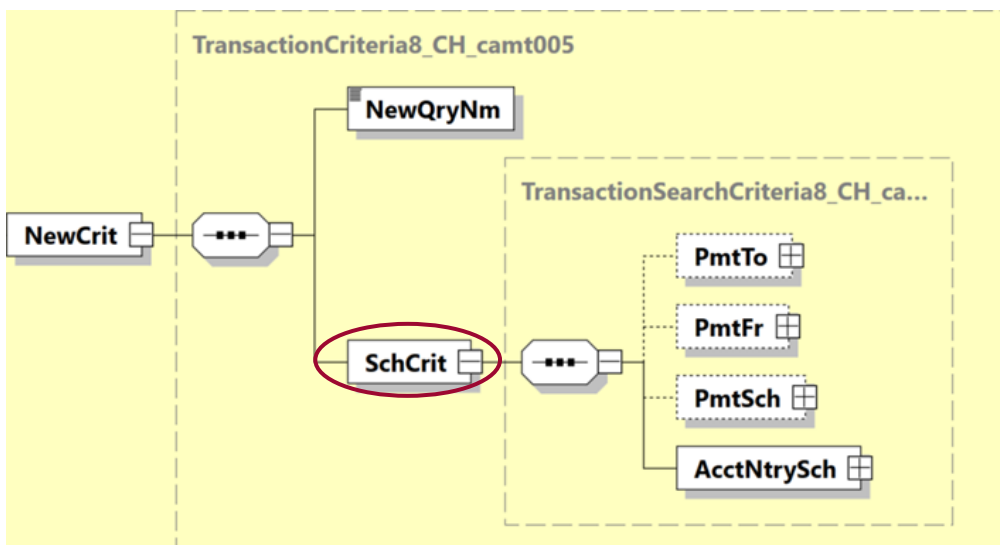 TransactionCriteria8_CH_camt005
NewQryNm
TransactionSearchCriteria8_CH_ca...
NewCrit
PmtTo
PmtFr
SchCrit
PmtSch
AcctNtrySch